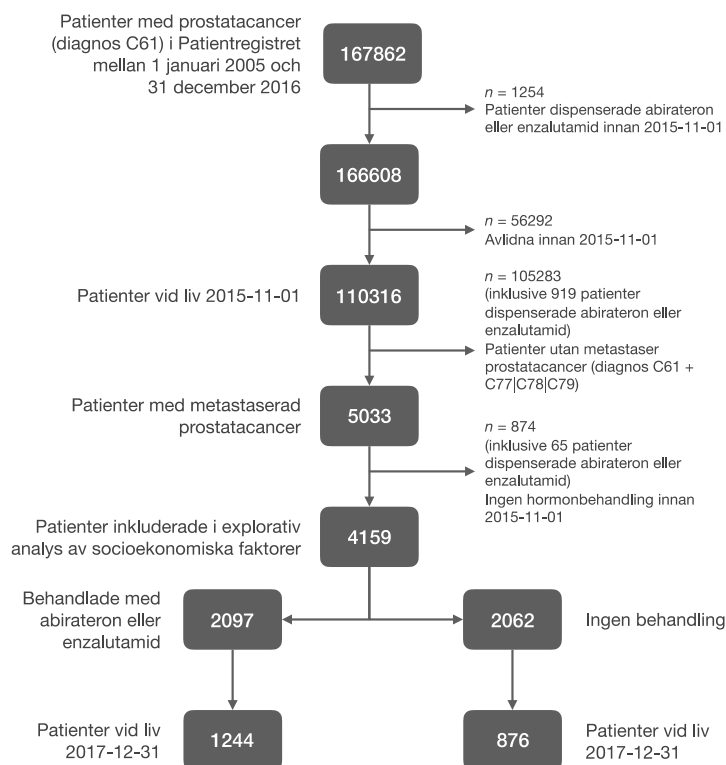 Patienter med prostatacancer
(diagnos C61) i Patientregistret
mellan 1 januari 2005 och
31 december 2016
167862
n = 1254
Patienter dispenserade abirateron
eller enzalutamid innan 2015-11-01
166608
n = 56292
Avlidna innan 2015-11-01
Patienter vid liv 2015-11-01
110316
n = 105283
(inklusive 919 patienter
dispenserade abirateron eller
enzalutamid)
Patienter utan metastaser
prostatacancer (diagnos C61 +
C77|C78|C79)
Patienter med metastaserad
prostatacancer
5033
n = 874
(inklusive 65 patienter
dispenserade abirateron eller
enzalutamid)
Ingen hormonbehandling innan
2015-11-01
Patienter inkluderade i explorativ
analys av socioekonomiska faktorer
4159
Behandlade med
abirateron eller
enzalutamid
2097
2062
Ingen behandling
Patienter vid liv
2017-12-31
1244
876
Patienter vid liv
2017-12-31